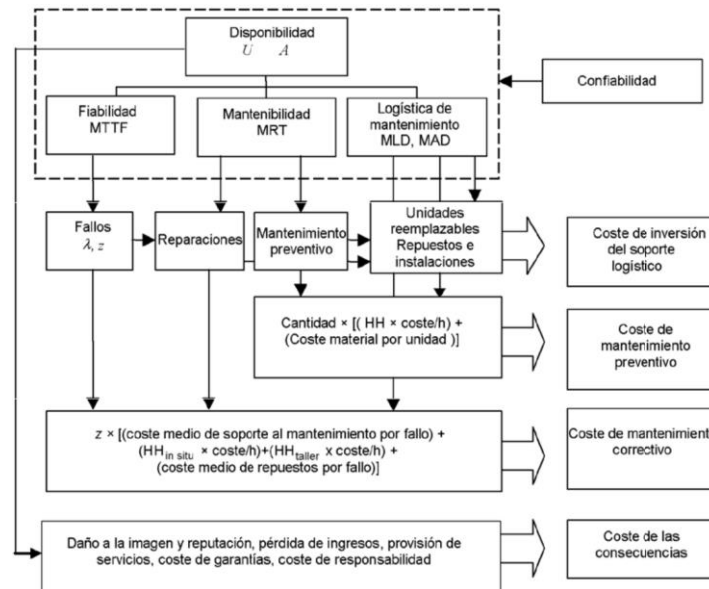 Disponibilidad
U A
Confiabilidad
Fiabilidad
MTTF
Mantenibilidad
MRT
Logística de
mantenimiento
MLD, MAD
Fallos
λ, z
Reparaciones
Mantenimiento
preventivo
Unidades
reemplazables
Repuestos e
instalaciones
Coste de inversión
del soporte
logístico
Cantidad × [( HH × coste/h) +
(Coste material por unidad )]
Coste de
mantenimiento
preventivo
z × [(coste medio de soporte al mantenimiento por fallo) +
(HH in situ × coste/h)+(HH taller x coste/h) +
(coste medio de repuestos por fallo)]
Coste de mantenimient
correctivo
Daño a la imagen y reputación, pérdida de ingresos, provisión de
servicios, coste de garantías, coste de responsabilidad
Coste de las
consecuencias